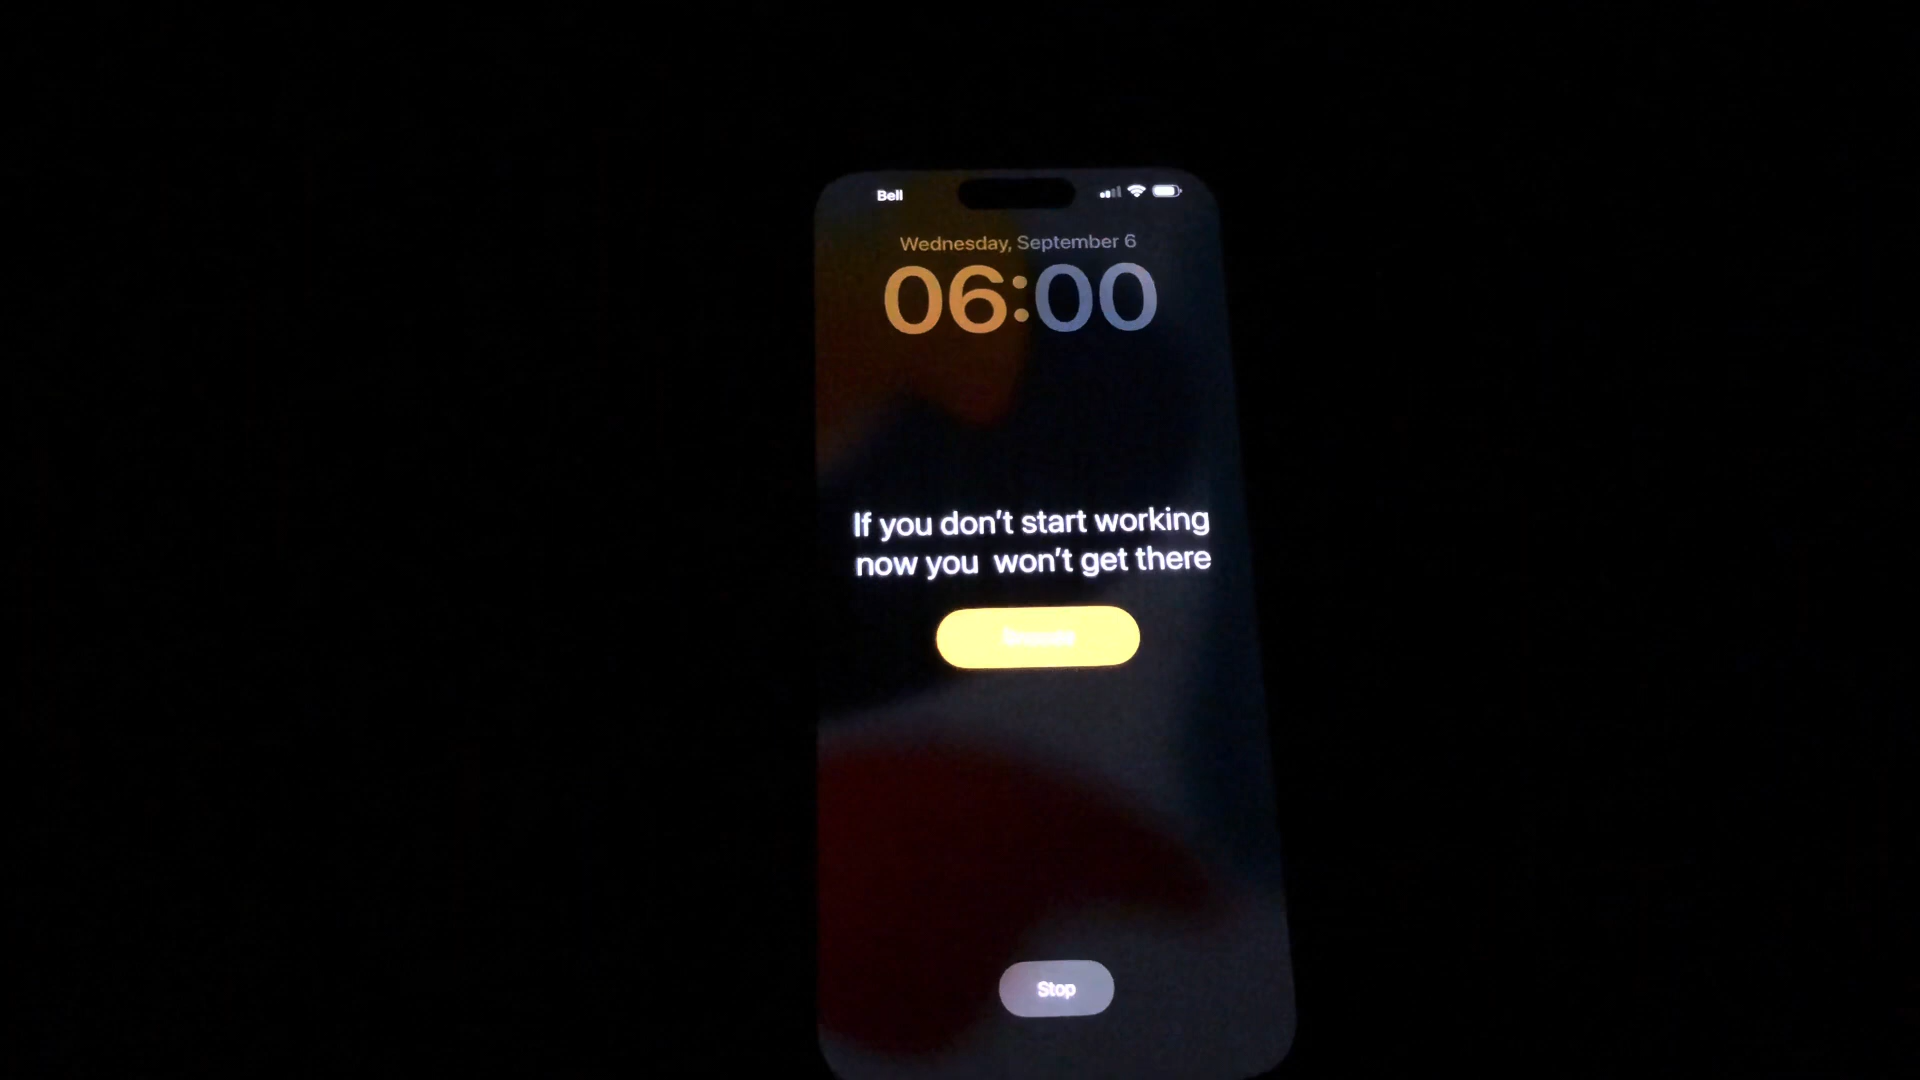 Bell
Wednesday, September 6
06:00
If you don't start working
now you  won't get there
Stop